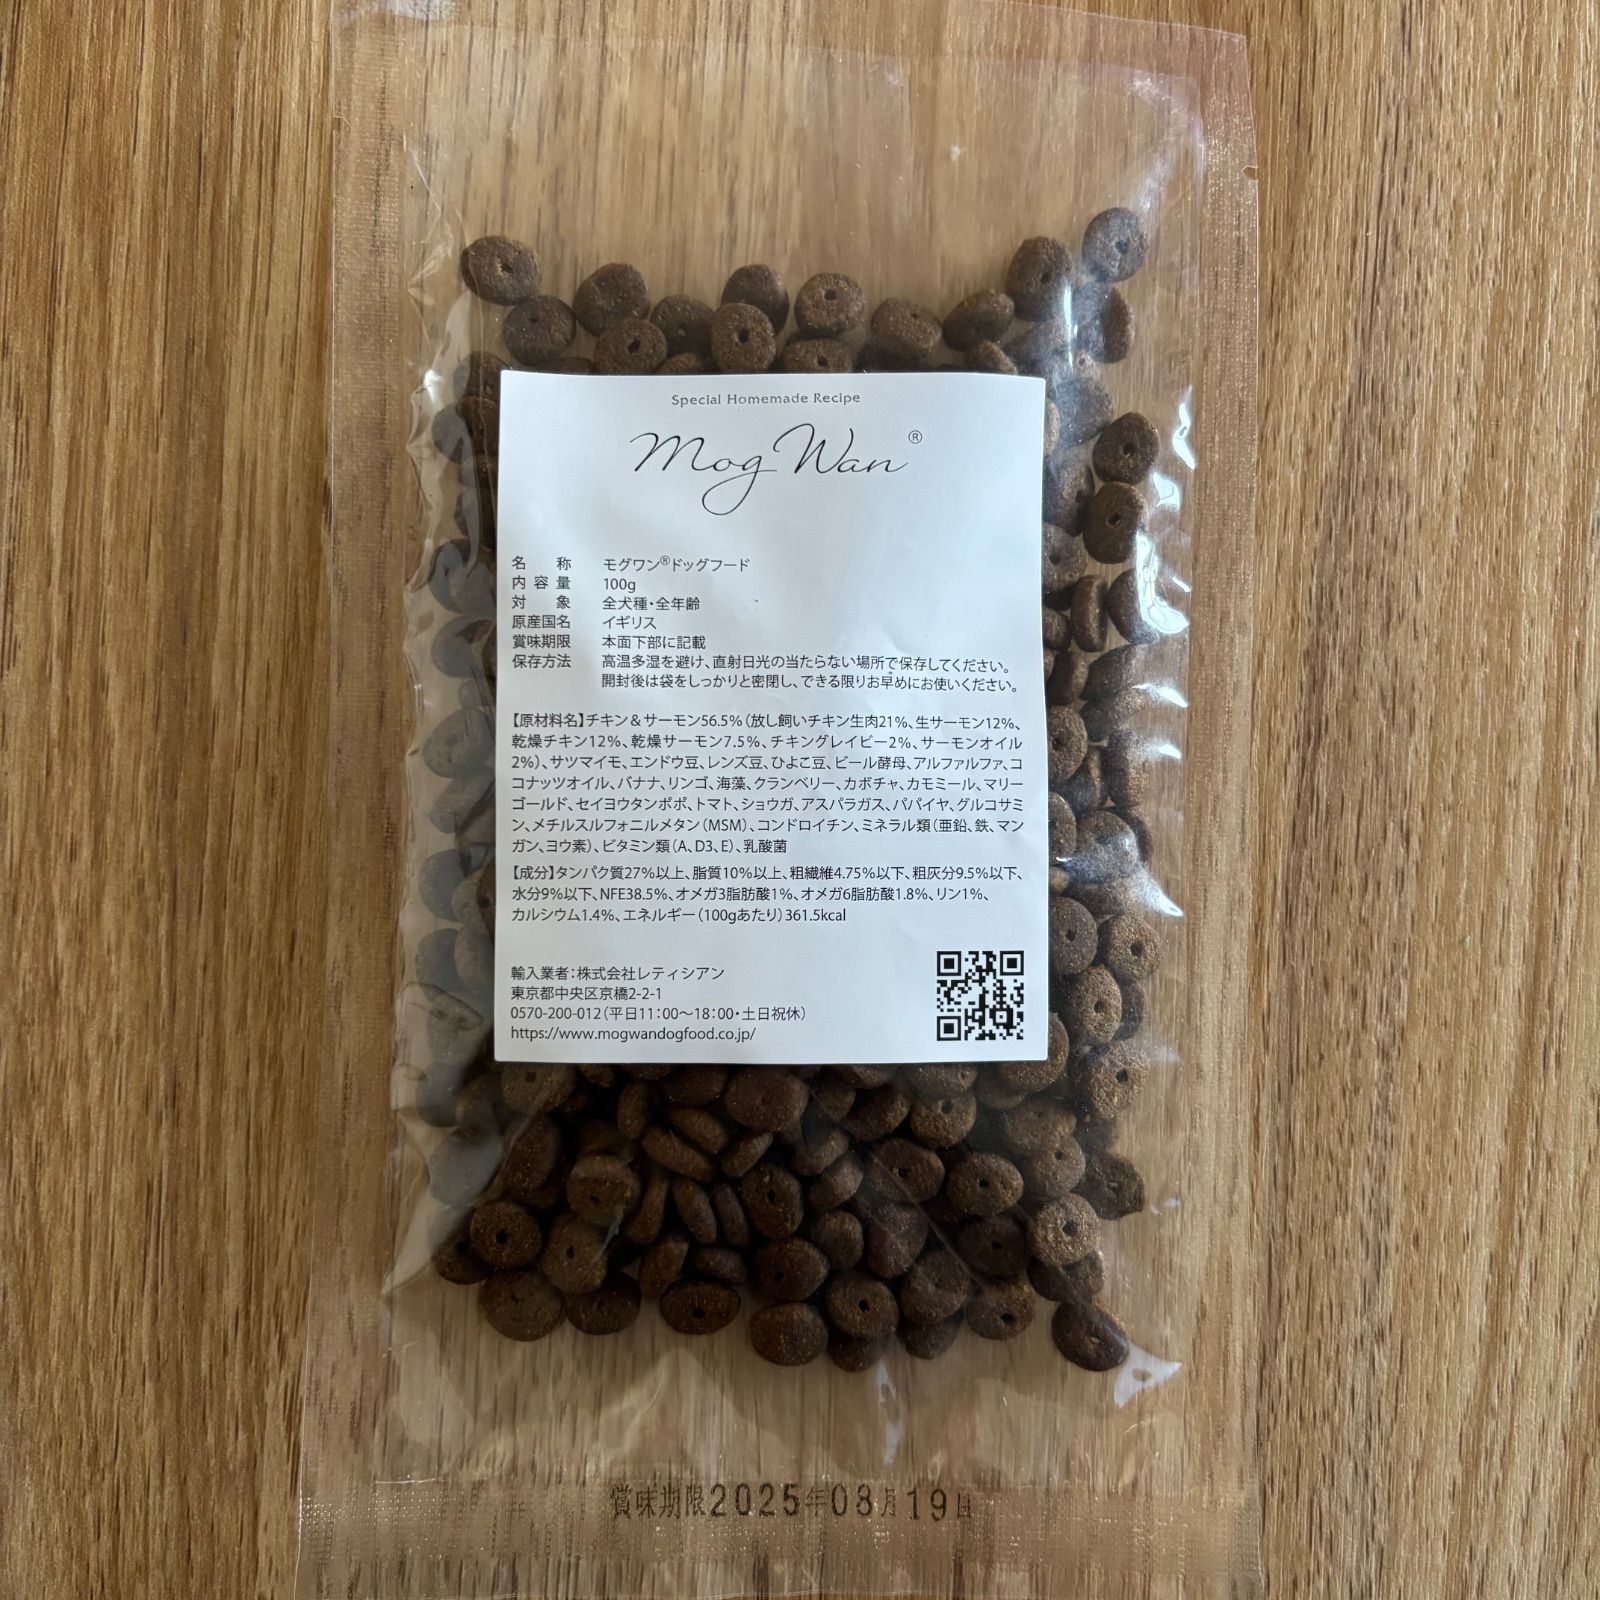 Special Homemade Recipe
Mog Wan®
名称 モグワン®ドッグフード
内容量 100g
対象 全犬種・全年齢
原産国名 イギリス
賞味期限 本面下部に記載
保存方法 高温多湿を避け、直射日光の当たらない場所で保存してください。
開封後は袋をしっかりと密閉し、できる限りお早めにお使いください。
【原材料名】チキン&サーモン56.5%(放し飼いチキン生肉21%、生サーモン12%、
乾燥チキン12%、乾燥サーモン7.5%、チキングレイビー2%、サーモンオイル
2%)、サツマイモ、エンドウ豆、レンズ豆、ひよこ豆、ビール酵母、アルファルファ、コ
コナッツオイル、バナナ、リンゴ、海藻、クランベリー、カボチャ、カモミール、マリー
ゴールド、セイヨウタンポポ、トマト、ショウガ、アスパラガス、パパイヤ、グルコサミ
ン、メチルスルフォニルメタン(MSM)、コンドロイチン、ミネラル類(亜鉛、鉄、マン
ガン、ヨウ素)、ビタミン類(A、D3、E)、乳酸菌
【成分】タンパク質27%以上、脂質10%以上、粗繊維4.75%以下、粗灰分9.5%以下、
水分9%以下、NFE38.5%、オメガ3脂肪酸1%、オメガ6脂肪酸1.8%、リン1%、
カルシウム1.4%、エネルギー(100gあたり)361.5kcal
輸入業者:株式会社レティシアン
東京都中央区京橋2-2-1
0570-200-012(平日11:00～18:00・土日祝休)
https://www.mogwandogfood.co.jp/
賞味期限2025年08月19日